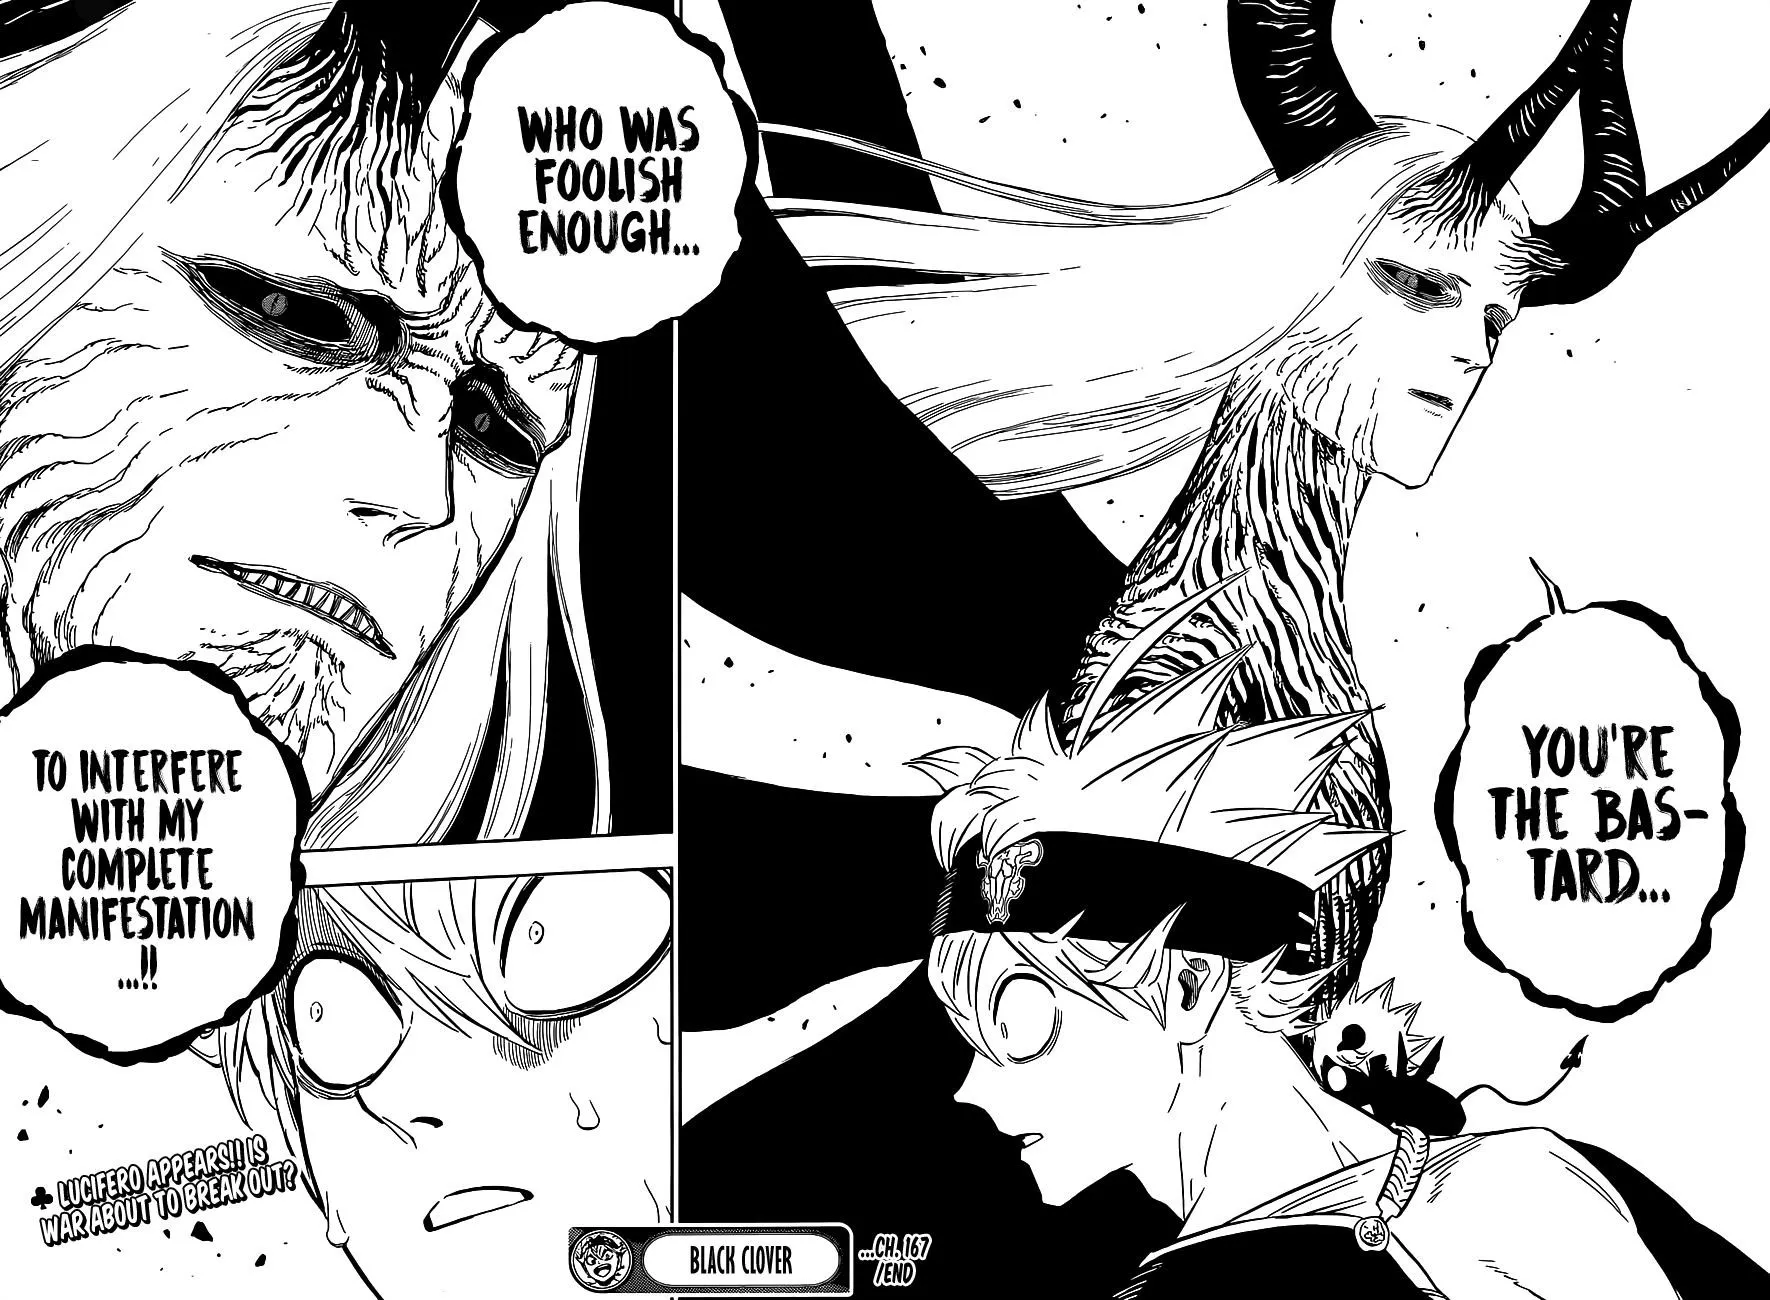 YOU'RE
THE BAS-
TARD...
WHO WAS
FOOLISH
ENOUGH...
TO INTERFERE
WITH MY
COMPLETE
MANIFESTATION
...!!
♣ LUCIFERO APPEARS!! IS
WAR ABOUT TO BREAK OUT?
BLACK CLOVER
...CH. 167
/END